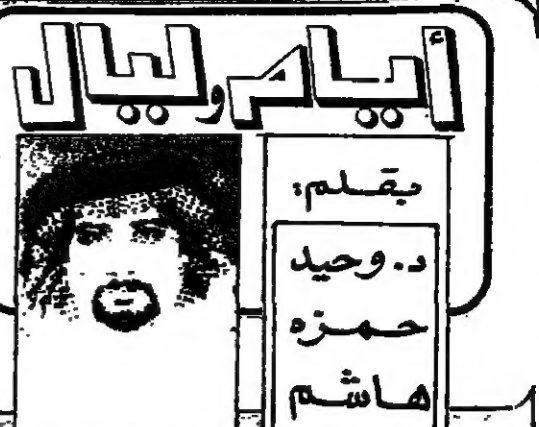 أيام وليال
بقلم:
د. وحيد
حمزه
هاشم